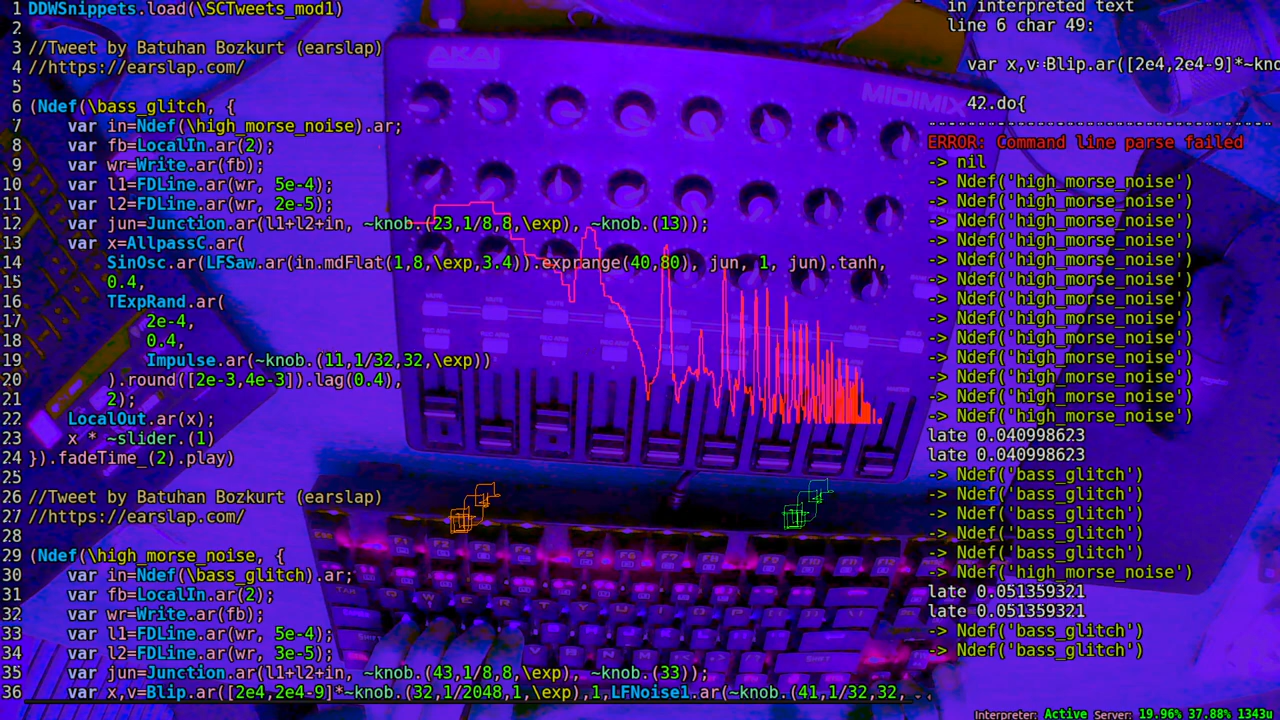 1 DDWSnippets.load(\SCTweets_mod1)
2
3 //Tweet by Batuhan Bozkurt (earslap)
4 //https://earslap.com/
5
6 (Ndef(\bass_glitch, {
7 var in=Ndef(\high_morse_noise).ar;
8 var fb=LocalIn.ar(2);
9 var wr=Write.ar(fb);
10 var l1=FDLine.ar(wr, 5e-4);
11 var l2=FDLine.ar(wr, 2e-5);
12 var jun=Junction.ar(l1+l2+in, ~knob.(23,1/8,8,\exp), ~knob.(13));
13 var x=AllpassC.ar(
14 SinOsc.ar(LFSaw.ar(in.mdFlat(1,8,\exp,3.4)).exprange(40,80), jun, 1, jun).tanh,
15 0.4,
16 TExpRand.ar(
17 2e-4,
18 0.4,
19 Impulse.ar(~knob.(11,1/32,32,\exp))
20 ).round([2e-3,4e-3]).lag(0.4),
21 2);
22 LocalOut.ar(x);
23 x * ~slider.(1)
24 }).fadeTime_(2).play)
25
26 //Tweet by Batuhan Bozkurt (earslap)
27 //https://earslap.com/
28
29 (Ndef(\high_morse_noise, {
30 var in=Ndef(\bass_glitch).ar;
31 var fb=LocalIn.ar(2);
32 var wr=Write.ar(fb);
33 var l1=FDLine.ar(wr, 5e-4);
34 var l2=FDLine.ar(wr, 3e-5);
35 var jun=Junction.ar(l1+l2+in, ~knob.(43,1/8,8,\exp), ~knob.(33));
36 var x,v=Blip.ar([2e4,2e4-9]*~knob.(32,1/2048,1,\exp),1,LFNoise1.ar(~knob.(41,1/32,32,
in interpreted text
line 6 char 49:
var x,v=Blip.ar([2e4,2e4-9]*~kno
42.do{
-----------------------------------
ERROR: Command line parse failed
-> nil
-> Ndef('high_morse_noise')
-> Ndef('high_morse_noise')
-> Ndef('high_morse_noise')
-> Ndef('high_morse_noise')
-> Ndef('high_morse_noise')
-> Ndef('high_morse_noise')
-> Ndef('high_morse_noise')
-> Ndef('high_morse_noise')
-> Ndef('high_morse_noise')
-> Ndef('high_morse_noise')
-> Ndef('high_morse_noise')
-> Ndef('high_morse_noise')
-> Ndef('high_morse_noise')
late 0.040998623
late 0.040998623
-> Ndef('bass_glitch')
-> Ndef('bass_glitch')
-> Ndef('bass_glitch')
-> Ndef('bass_glitch')
-> Ndef('bass_glitch')
-> Ndef('high_morse_noise')
late 0.051359321
late 0.051359321
-> Ndef('bass_glitch')
-> Ndef('bass_glitch')
Interpreter: Active Server: 19.96% 37.88% 1343u
AKAI
MIDIMIX
F1 F2 F3 F4 F5 F6 F7 F8 F9